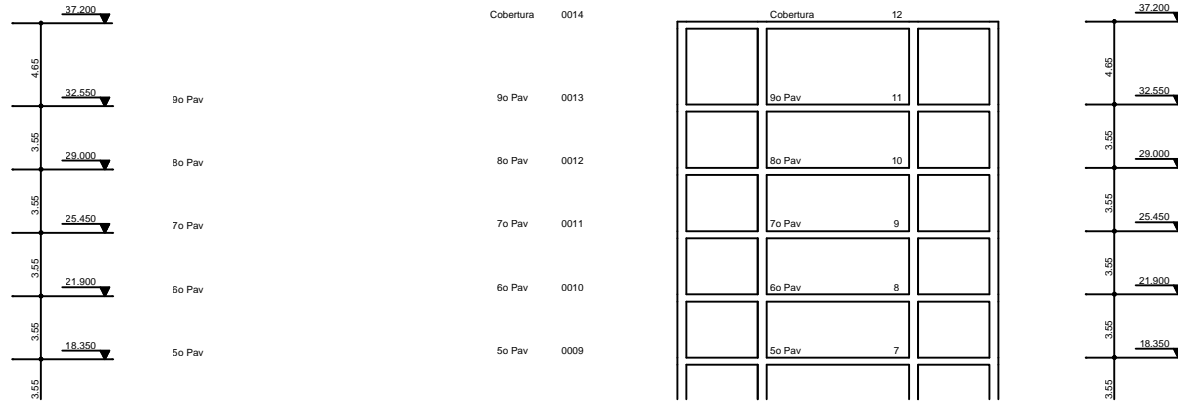 37.200 Cobertura 0014 Cobertura 12 37.200
4.65 4.65
32.550 9o Pav 9o Pav 0013 9o Pav 11 32.550
3.55 3.55
29.000 8o Pav 8o Pav 0012 8o Pav 10 29.000
3.55 3.55
25.450 7o Pav 7o Pav 0011 7o Pav 9 25.450
3.55 3.55
21.900 6o Pav 6o Pav 0010 6o Pav 8 21.900
3.55 3.55
18.350 5o Pav 5o Pav 0009 5o Pav 7 18.350
3.55 3.55